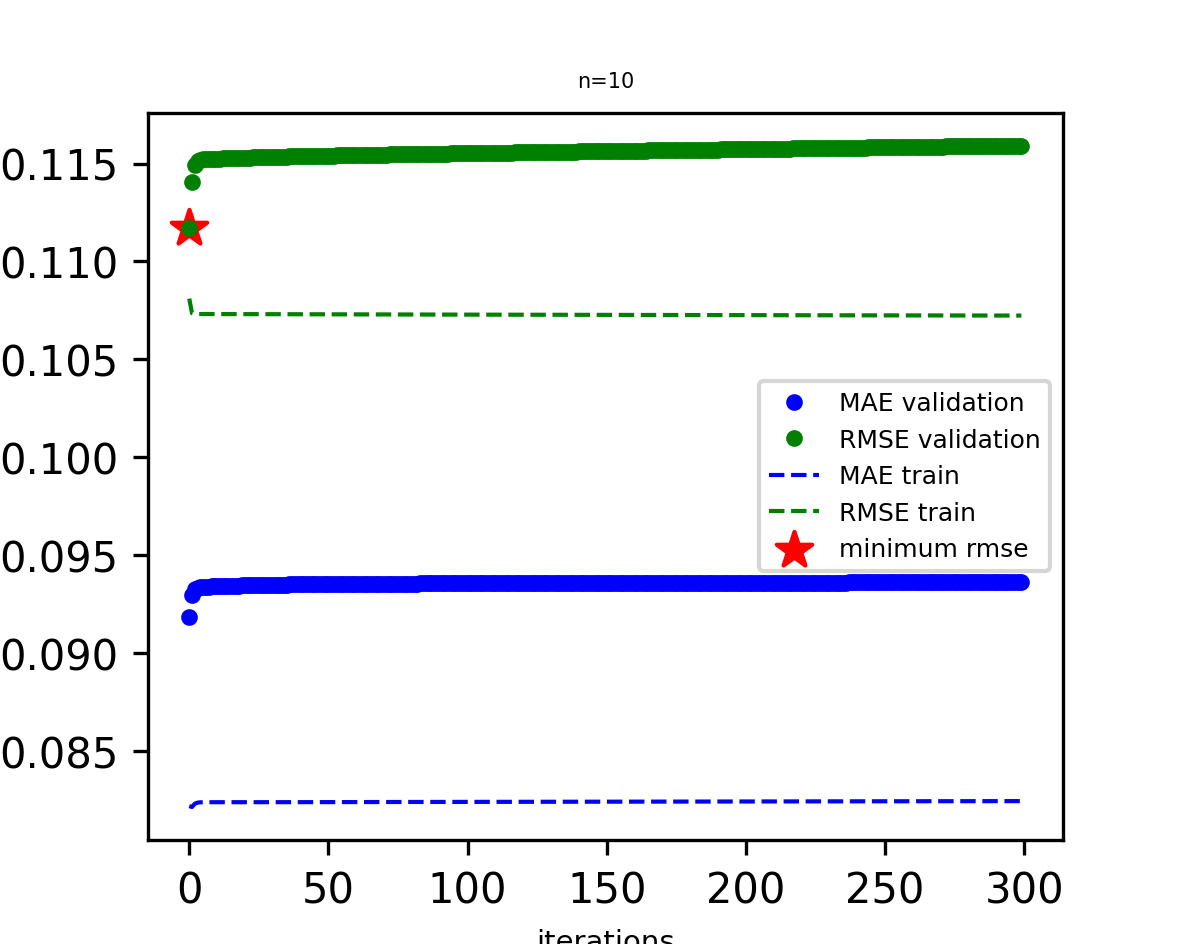 n=10
0.115
0.110
0.105
0.100
0.095
0.090
0.085
MAE validation
RMSE validation
MAE train
RMSE train
minimum rmse
0 50 100 150 200 250 300
iterations